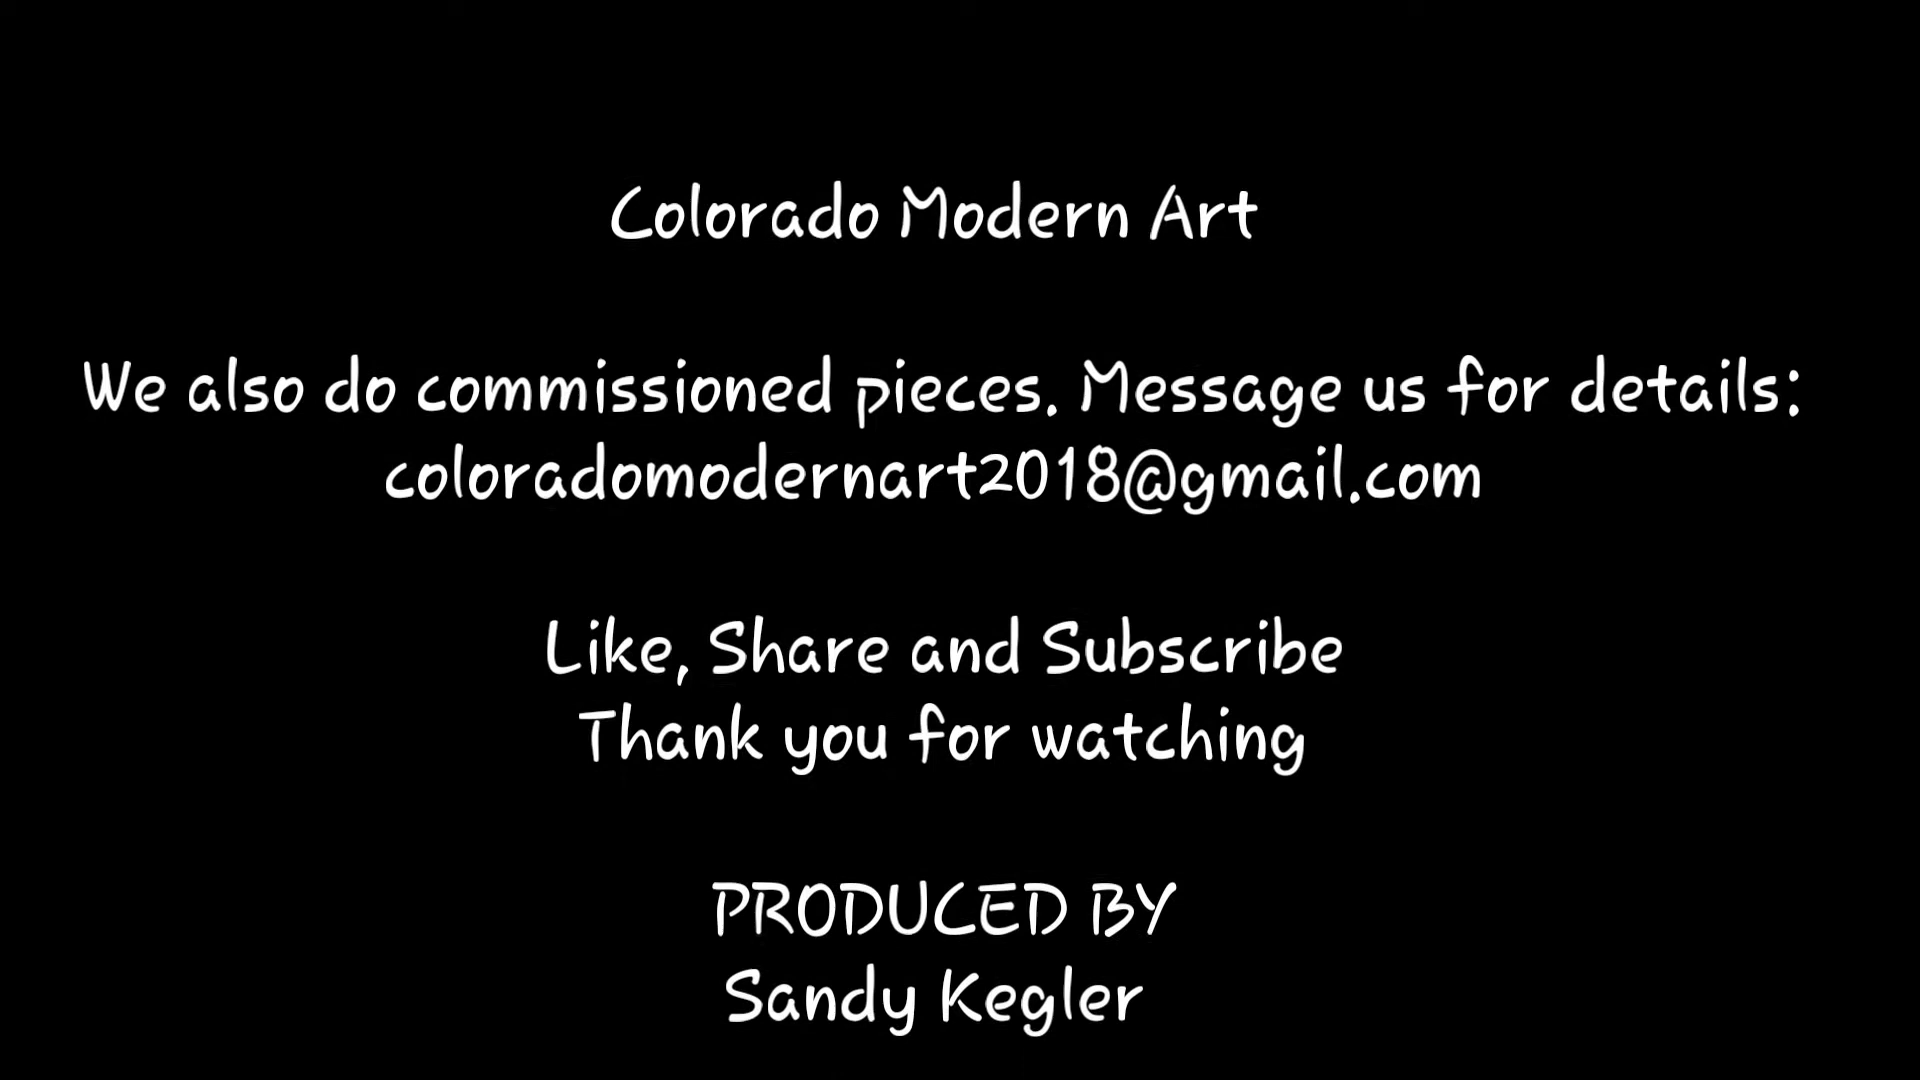 Colorado Modern Art
We also do commissioned pieces. Message us for details:
coloradomodernart2018@gmail.com
Like, Share and Subscribe
Thank you for watching
PRODUCED BY
Sandy Kegler